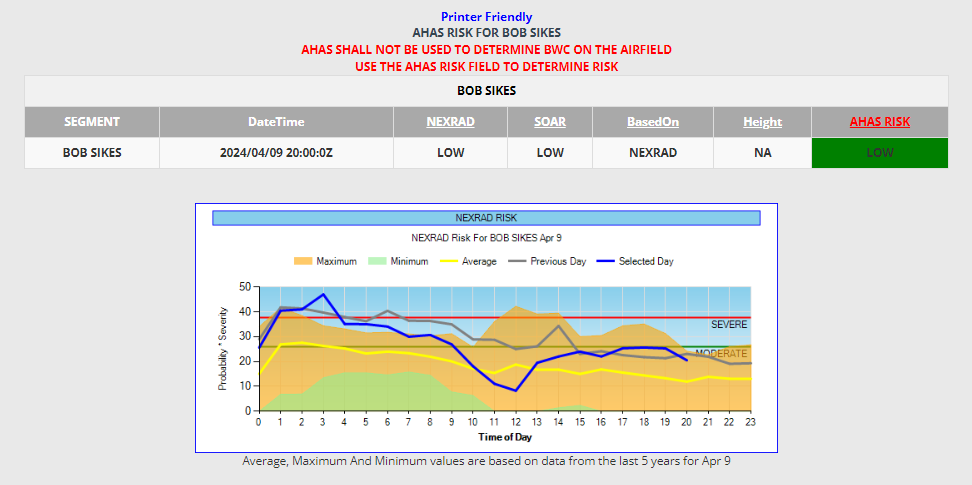 Printer Friendly
AHAS RISK FOR BOB SIKES
AHAS SHALL NOT BE USED TO DETERMINE BWC ON THE AIRFIELD
USE THE AHAS RISK FIELD TO DETERMINE RISK
BOB SIKES
SEGMENT DateTime NEXRAD SOAR BasedOn Height AHAS RISK
BOB SIKES 2024/04/09 20:00:0Z LOW LOW NEXRAD NA LOW
NEXRAD RISK
NEXRAD Risk For BOB SIKES Apr 9
Maximum Minimum Average Previous Day Selected Day
50
40
30
20
10
0
Probablity * Severity
SEVERE
MODERATE
0 1 2 3 4 5 6 7 8 9 10 11 12 13 14 15 16 17 18 19 20 21 22 23
Time of Day
Average, Maximum And Minimum values are based on data from the last 5 years for Apr 9